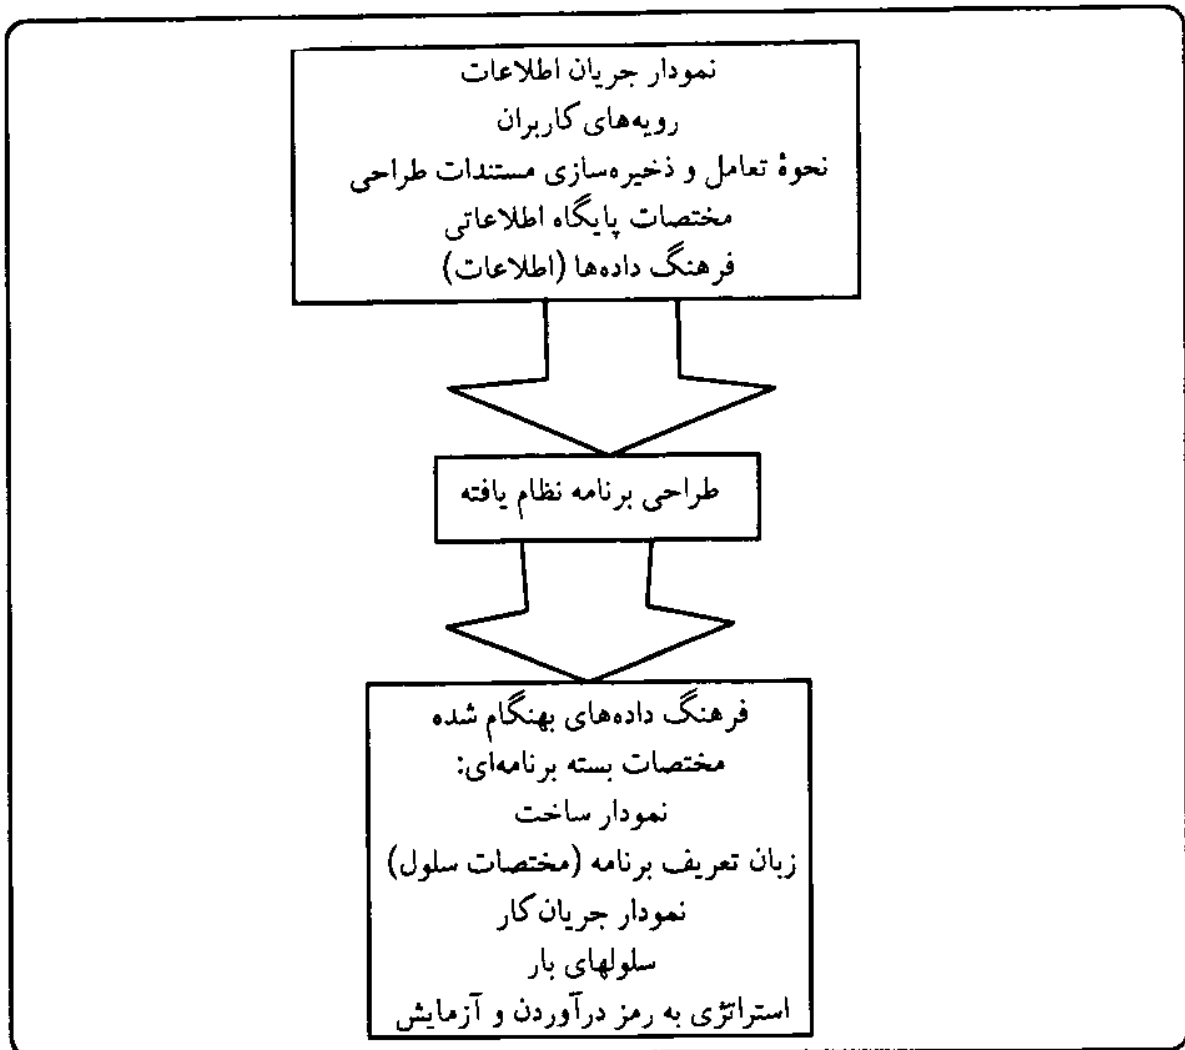 نمودار جریان اطلاعات
رویه‌های کاربران
نحوهٔ تعامل و ذخیره‌سازی مستندات طراحی
مختصات پایگاه اطلاعاتی
فرهنگ داده‌ها (اطلاعات)
طراحی برنامه نظام یافته
فرهنگ داده‌های بهنگام شده
مختصات بسته برنامه‌ای:
نمودار ساخت
زبان تعریف برنامه (مختصات سلول)
نمودار جریان کار
سلولهای بار
استراتژی به رمز درآوردن و آزمایش